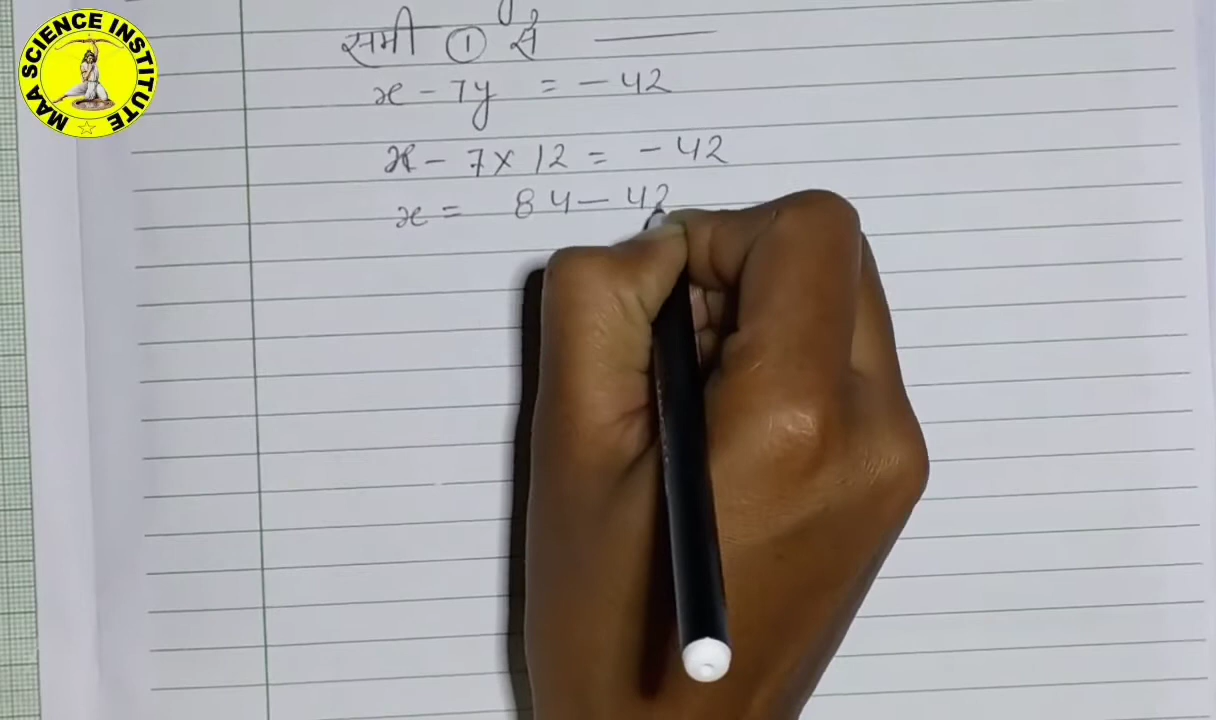 MAA SCIENCE INSTITUTE
समी ① से
x - 7y = - 42
x - 7 × 12 = - 42
x = 84 - 42